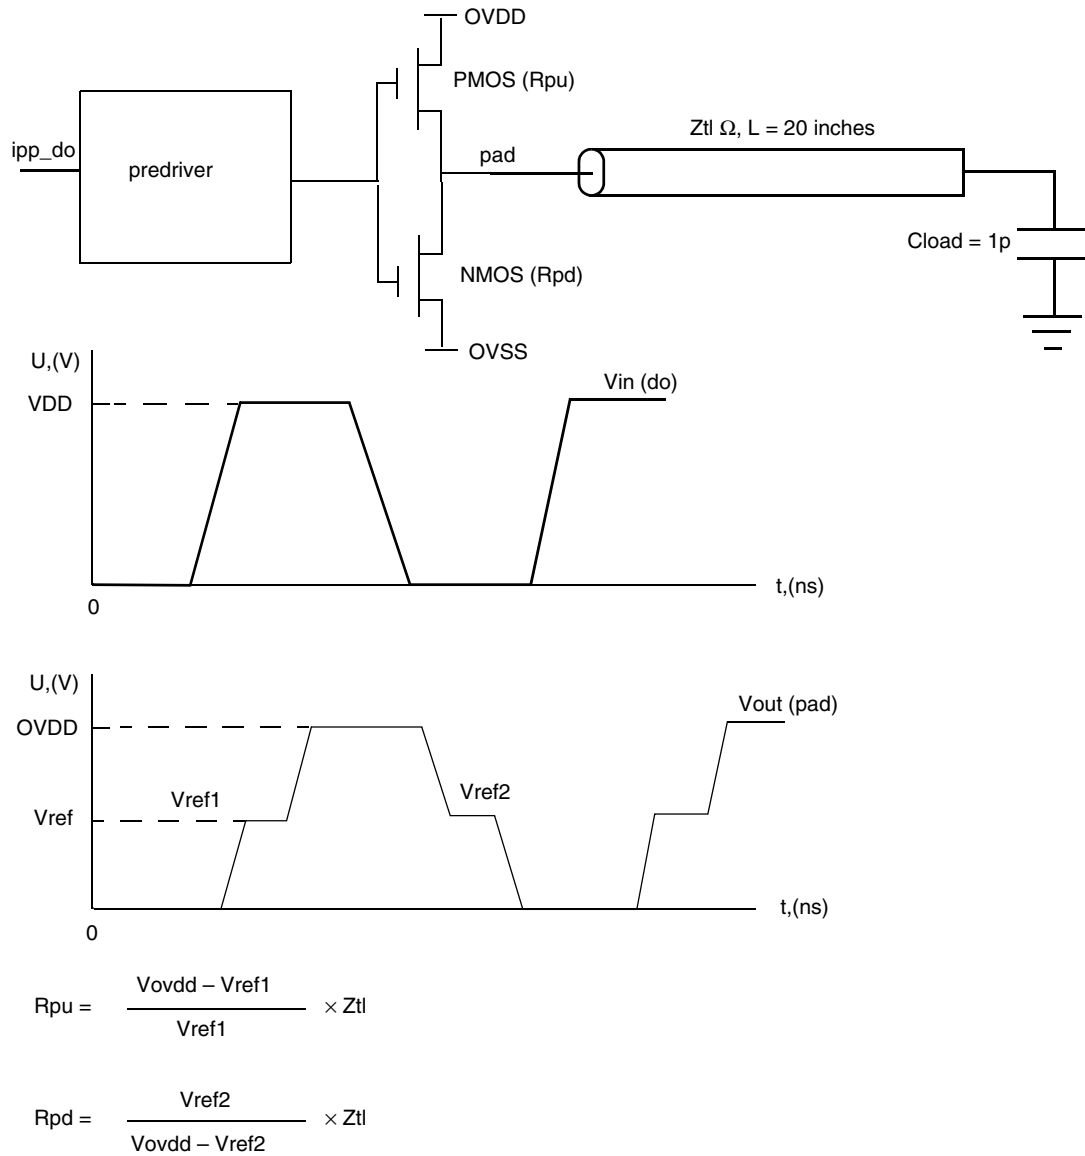 OVDD
PMOS (Rpu)
Ztl Ω, L = 20 inches
ipp_do
predriver
pad
Cload = 1p
NMOS (Rpd)
OVSS
U,(V)
VDD
Vin (do)
t,(ns)
0
U,(V)
OVDD
Vout (pad)
Vref1
Vref2
Vref
t,(ns)
0
Vovdd – Vref1
Rpu = × Ztl
Vref1
Vref2
Rpd = × Ztl
Vovdd – Vref2